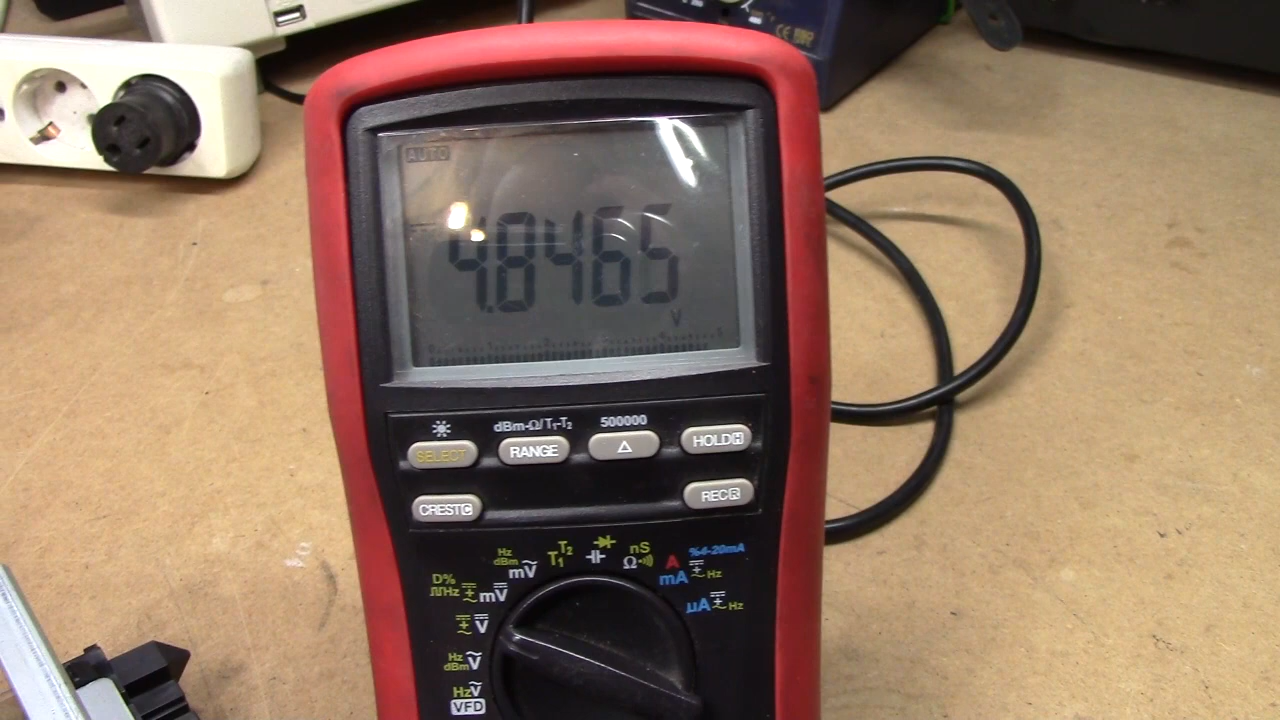 AUTO
4.8465
V
dBm-Ω/T1-T2 500000
SELECT RANGE △ HOLD H
CREST C REC R
Hz dBm mV
T1 T2
nS Ω
A mA Hz
%4-20mA
D% Hz mV
µA Hz
V
Hz dBm V
Hz V
VFD
CE